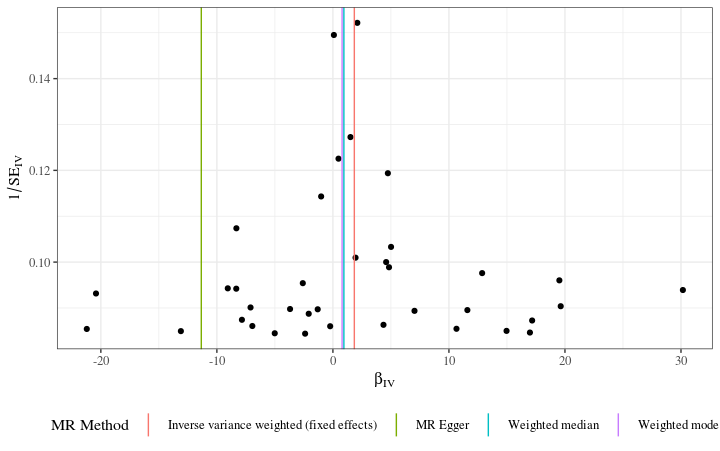 0.14
0.12
0.10
1/SE_IV
-20 -10 0 10 20 30
β_IV
MR Method Inverse variance weighted (fixed effects) MR Egger Weighted median Weighted mode